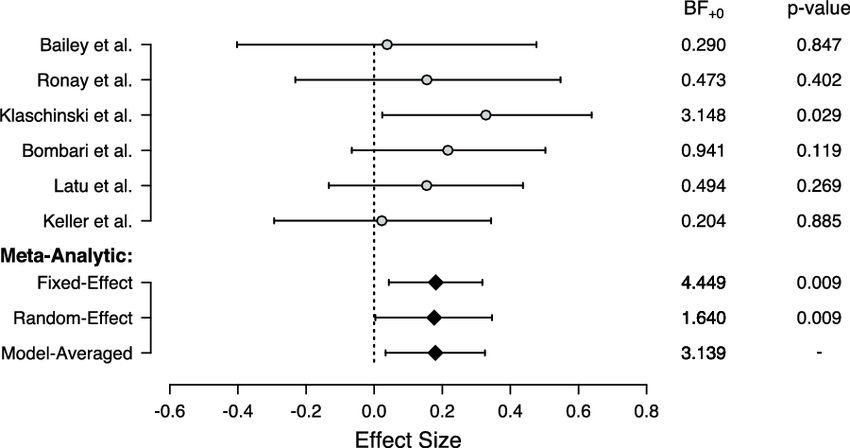 BF+0 p-value
Bailey et al. 0.290 0.847
Ronay et al. 0.473 0.402
Klaschinski et al. 3.148 0.029
Bombari et al. 0.941 0.119
Latu et al. 0.494 0.269
Keller et al. 0.204 0.885
Meta-Analytic:
Fixed-Effect 4.449 0.009
Random-Effect 1.640 0.009
Model-Averaged 3.139 -
-0.6 -0.4 -0.2 0.0 0.2 0.4 0.6 0.8
Effect Size